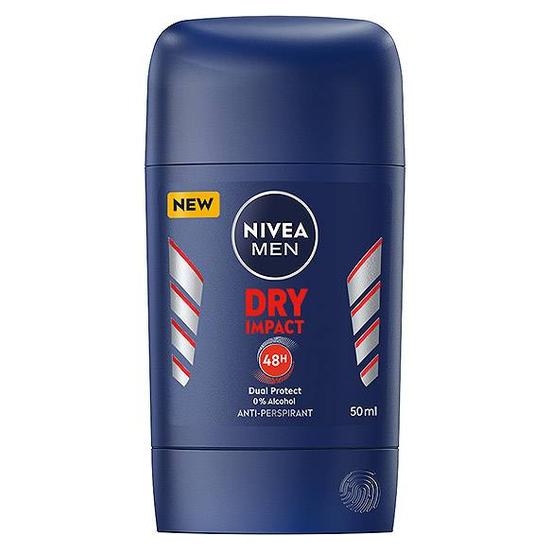 NEW
NIVEA
MEN
DRY
IMPACT
48H
Dual Protect
0% Alcohol
ANTI-PERSPIRANT
50ml